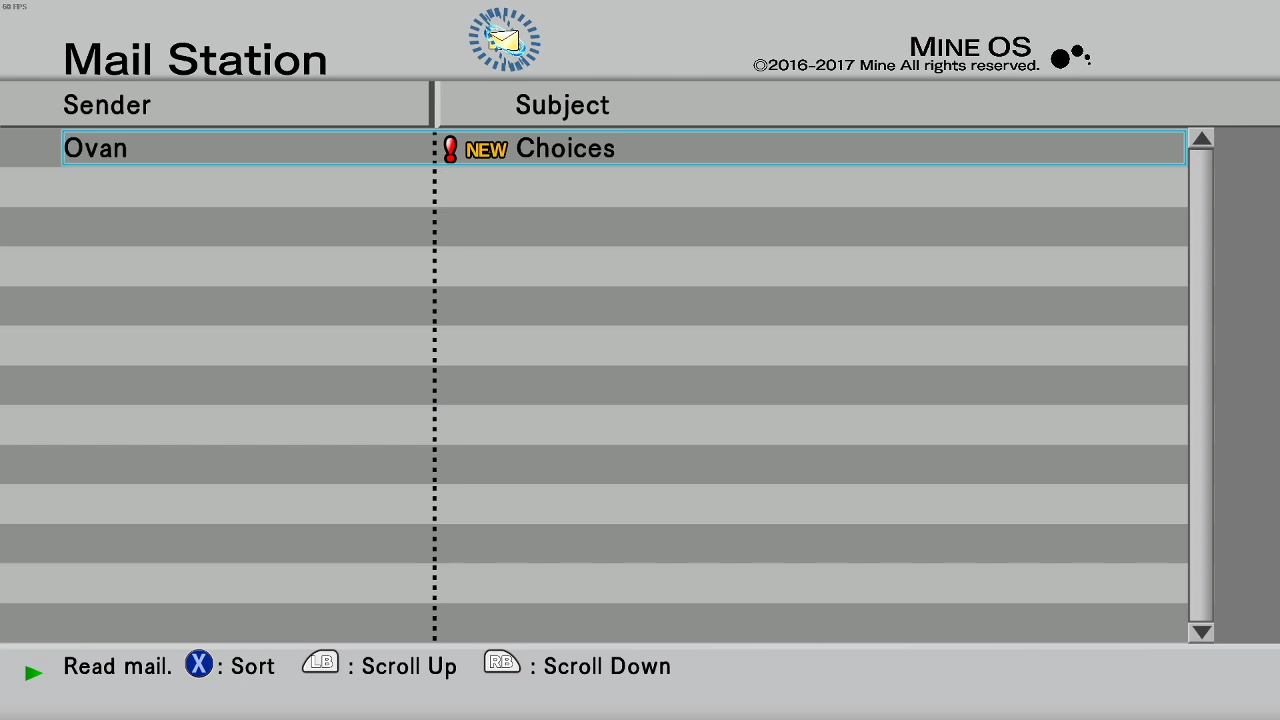 60 FPS
Mail Station
MINE OS
©2016-2017 Mine All rights reserved.
Sender Subject
Ovan NEW Choices
Read mail. X : Sort LB : Scroll Up RB : Scroll Down